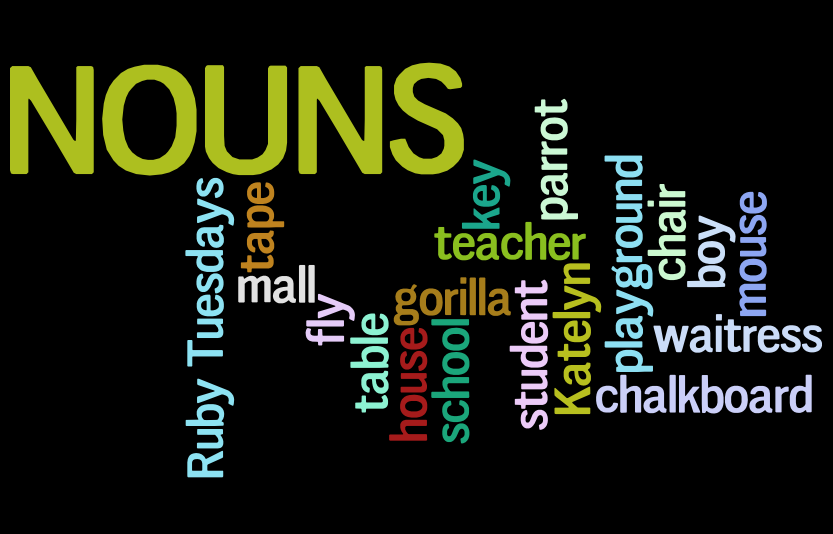 NOUNS
Ruby Tuesdays
tape
mall
fly
table
house
school
gorilla
teacher
key
parrot
student
Katelyn
playground
chair
boy
mouse
waitress
chalkboard